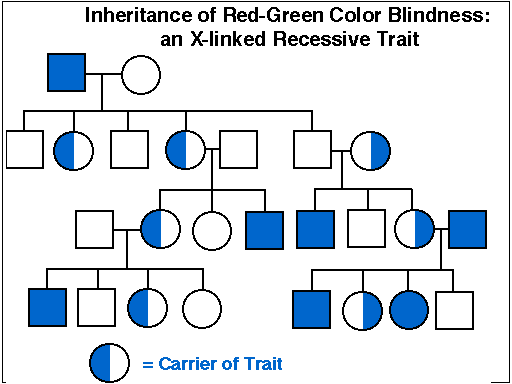 Inheritance of Red-Green Color Blindness:
an X-linked Recessive Trait
= Carrier of Trait